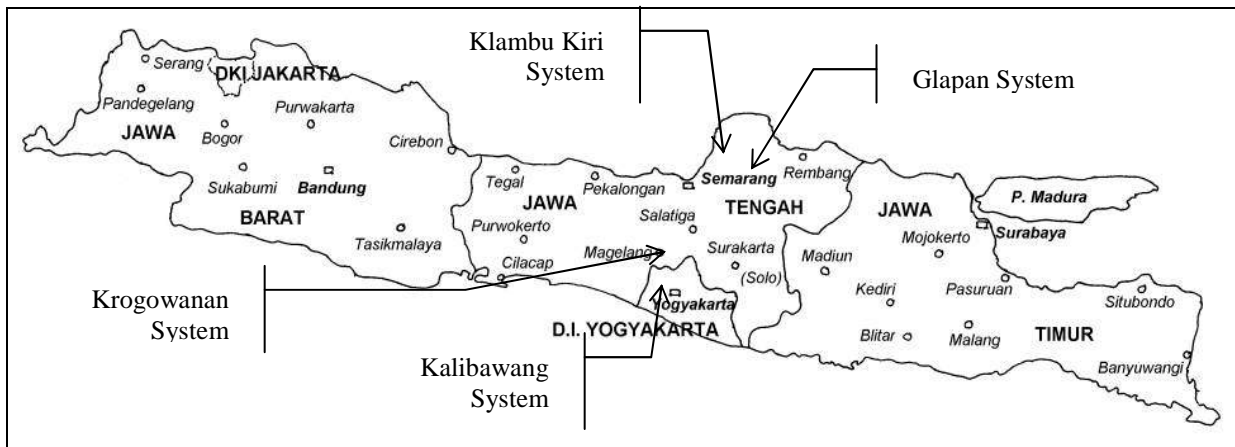 Klambu Kiri
System
Glapan System
Serang
DKI JAKARTA
Pandegelang
Purwakarta
JAWA
Bogor
Cirebon
Sukabumi
Bandung
BARAT
Tasikmalaya
Tegal
Pekalongan
Semarang
Rembang
JAWA
TENGAH
Salatiga
Purwokerto
Magelang
Surakarta
(Solo)
Cilacap
Yogyakarta
D.I. YOGYAKARTA
P. Madura
JAWA
Surabaya
Mojokerto
Madiun
Kediri
Pasuruan
Situbondo
Blitar
Malang
TIMUR
Banyuwangi
Krogowanan
System
Kalibawang
System